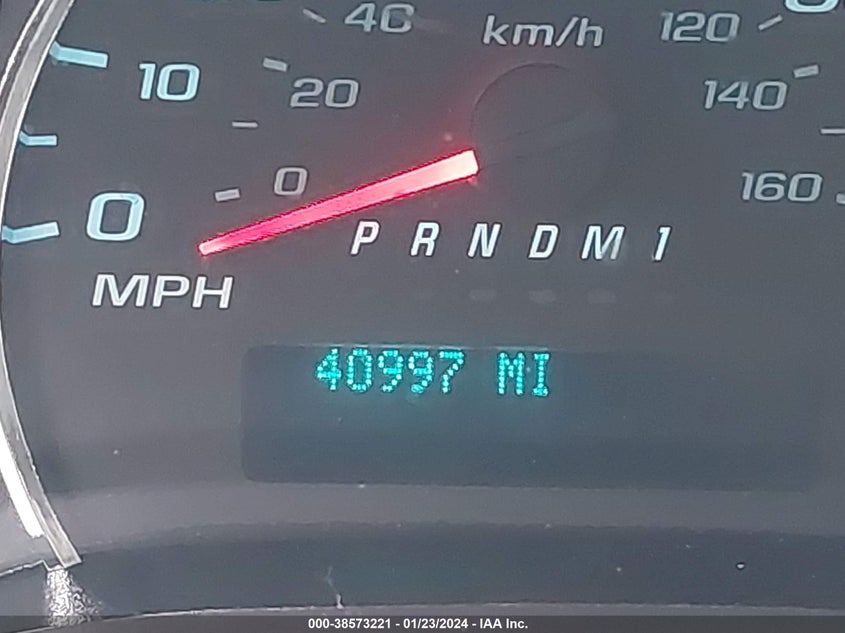 40 km/h 120
10 20 140
0 0 160
P R N D M 1
MPH
40997 MI
000-38573221 - 01/23/2024 - IAA Inc.